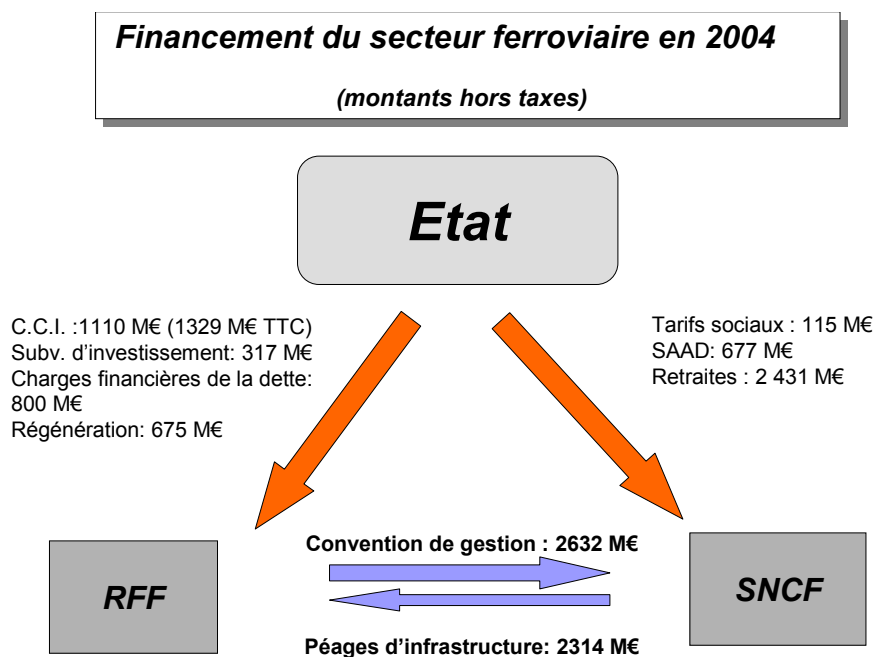 Financement du secteur ferroviaire en 2004
(montants hors taxes)
Etat
C.C.I. :1110 M€ (1329 M€ TTC)
Subv. d’investissement: 317 M€
Charges financières de la dette:
800 M€
Régénération: 675 M€
Tarifs sociaux : 115 M€
SAAD: 677 M€
Retraites : 2 431 M€
Convention de gestion : 2632 M€
RFF
SNCF
Péages d’infrastructure: 2314 M€